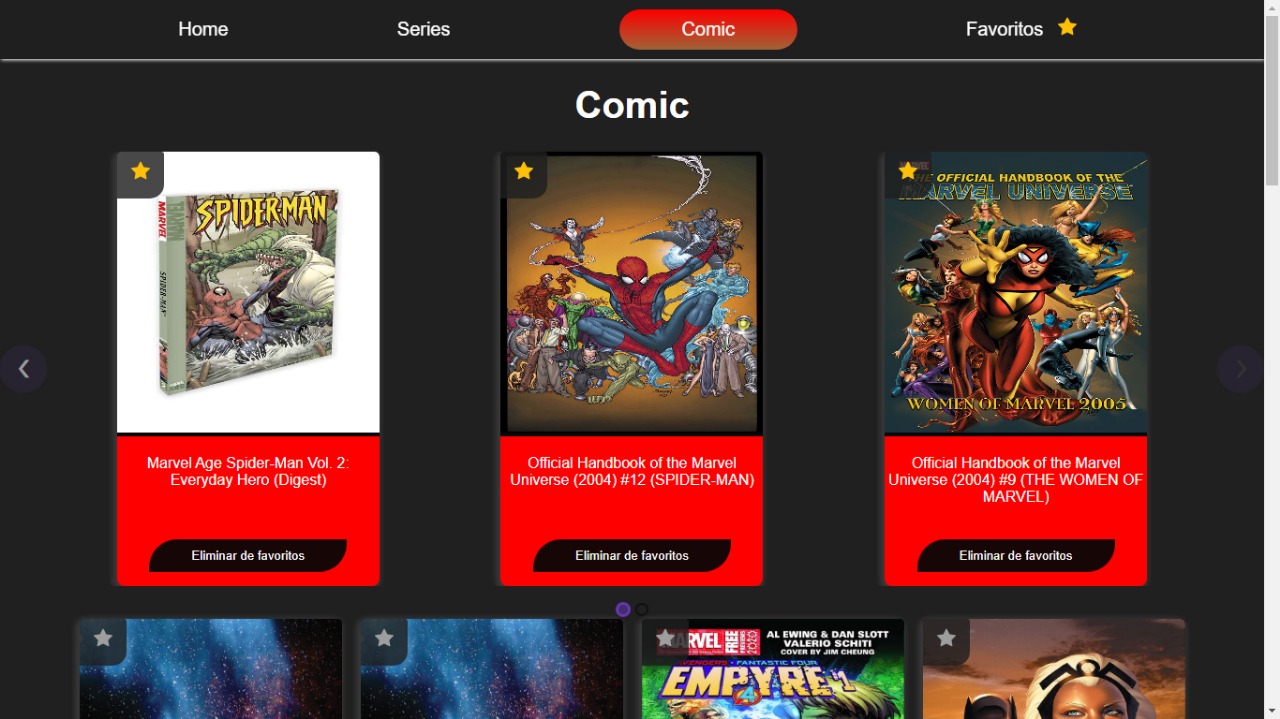 Home
Series
Comic
Favoritos
Comic
SPIDER-MAN
MARVEL
SPIDER-MAN
THE OFFICIAL HANDBOOK OF THE
MARVEL UNIVERSE
WOMEN OF MARVEL 2005
Marvel Age Spider-Man Vol. 2:
Everyday Hero (Digest)
Official Handbook of the Marvel
Universe (2004) #12 (SPIDER-MAN)
Official Handbook of the Marvel
Universe (2004) #9 (THE WOMEN OF
MARVEL)
Eliminar de favoritos
Eliminar de favoritos
Eliminar de favoritos
MARVEL FREE PREVIEWS 2020
AL EWING & DAN SLOTT
VALERIO SCHITI
COVER BY JIM CHEUNG
AVENGERS - FANTASTIC FOUR
EMPYRE